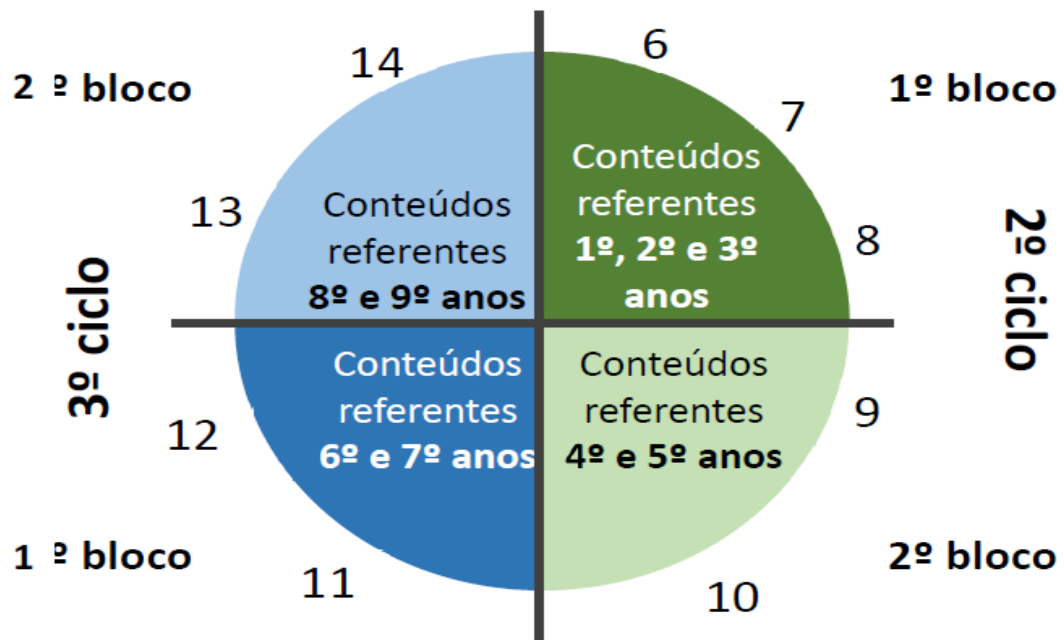 14
6
2 º bloco
1º bloco
7
Conteúdos
referentes
1º, 2º e 3º
anos
13
Conteúdos
referentes
8º e 9º anos
8
3º ciclo
2º ciclo
Conteúdos
referentes
6º e 7º anos
Conteúdos
referentes
4º e 5º anos
12
9
1 º bloco
2º bloco
11
10